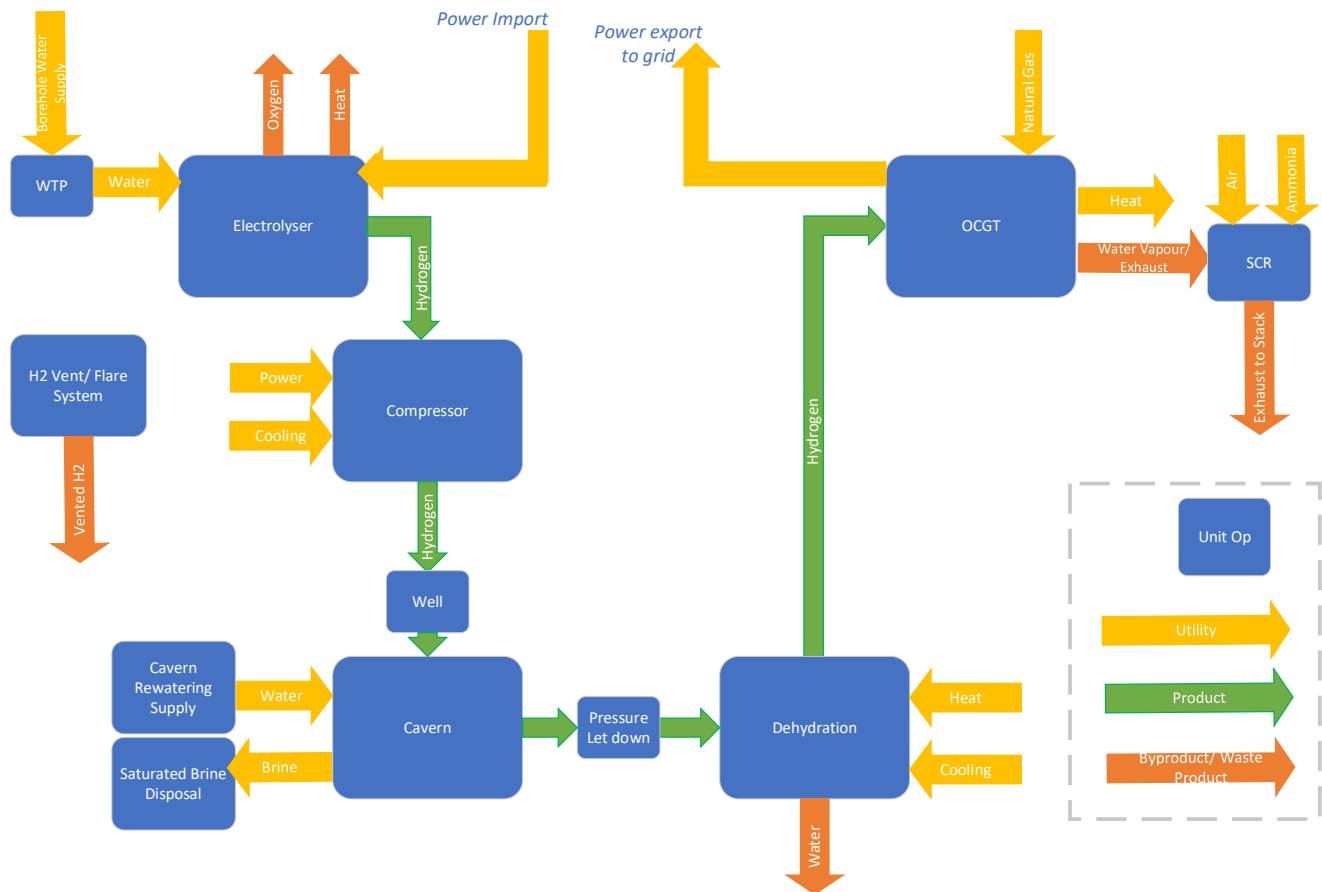 Power Import
Power export
to grid
Borehole Water
Supply
Oxygen
Heat
Natural Gas
WTP
Water
Electrolyser
OCGT
Heat
Air
Ammonia
Water Vapour/
Exhaust
SCR
Hydrogen
Exhaust to Stack
H2 Vent/ Flare
System
Vented H2
Power
Cooling
Compressor
Hydrogen
Hydrogen
Well
Unit Op
Utility
Product
Byproduct/ Waste
Product
Cavern
Rewatering
Supply
Water
Cavern
Pressure
Let down
Dehydration
Heat
Cooling
Saturated Brine
Disposal
Brine
Water